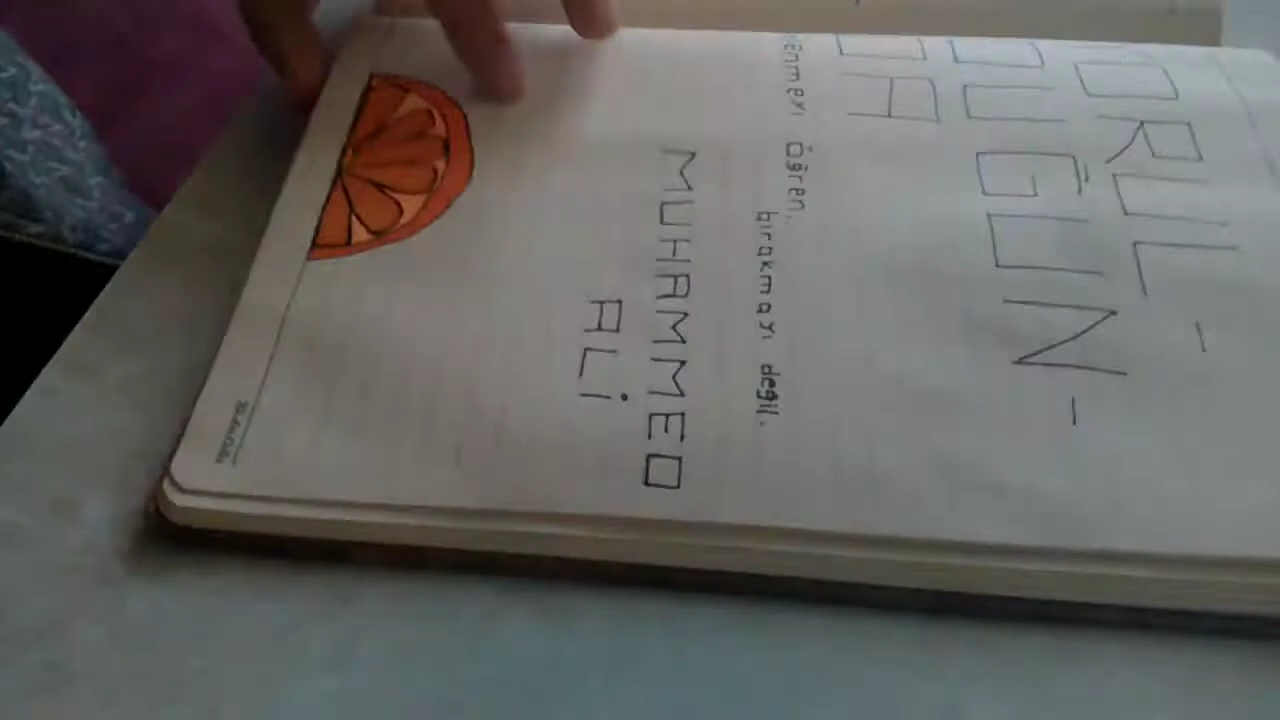 ORUL-
DUĞUN-
DA
enmeyi öğren,
bırakmayı değil.
MUHAMMED
ALİ